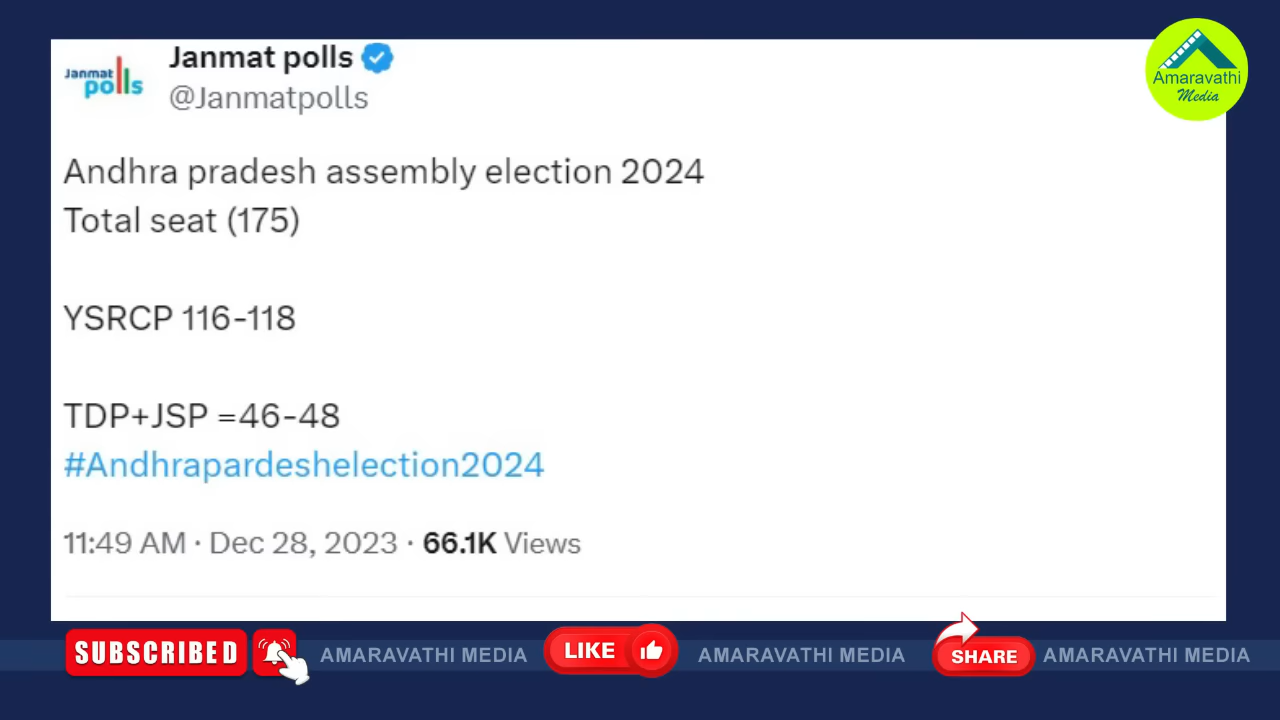 Janmat polls
Janmat
polls
@Janmatpolls
Amaravathi
Media
Andhra pradesh assembly election 2024
Total seat (175)
YSRCP 116-118
TDP+JSP =46-48
#Andhrapardeshelection2024
11:49 AM · Dec 28, 2023 · 66.1K Views
SUBSCRIBED AMARAVATHI MEDIA LIKE AMARAVATHI MEDIA SHARE AMARAVATHI MEDIA